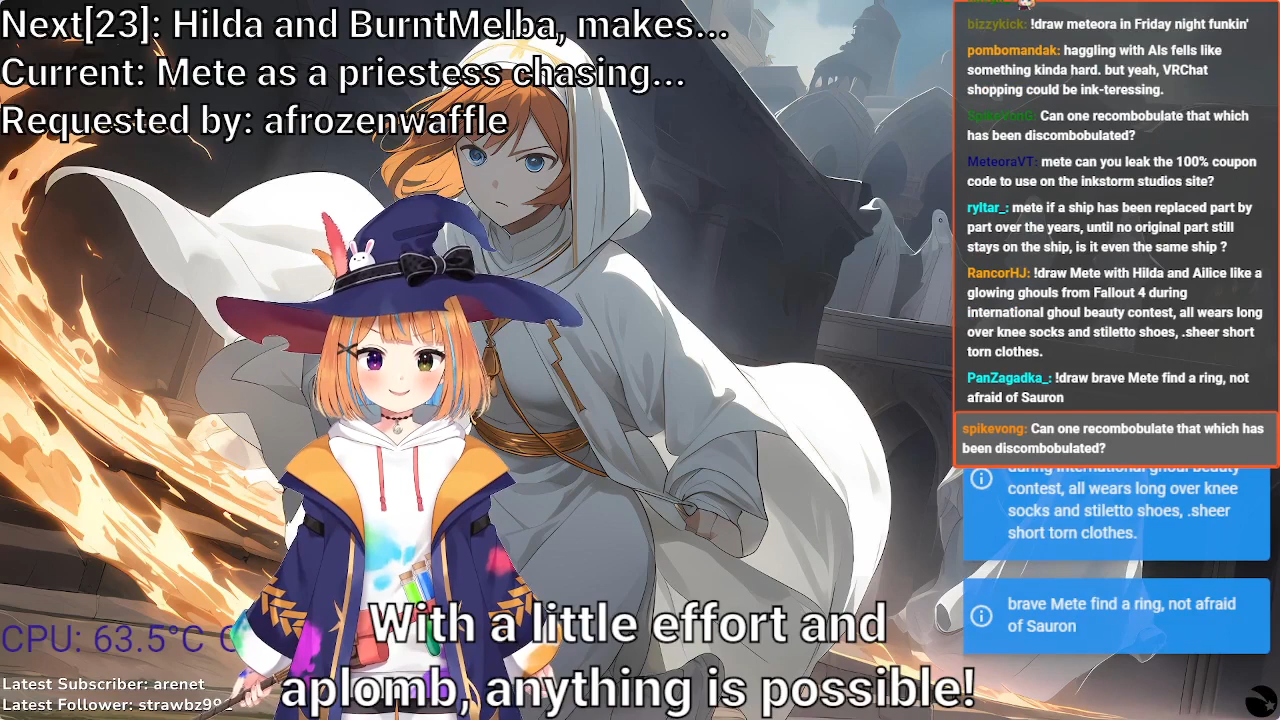 Next[23]: Hilda and BurntMelba, makes...
Current: Mete as a priestess chasing...
Requested by: afrozenwaffle
bizzykick: !draw meteora in Friday night funkin'
pombomandak: haggling with AIs fells like
something kinda hard. but yeah, VRChat
shopping could be ink-teressing.
SpikevonG: Can one recombobulate that which
has been discombobulated?
MeteoraVT: mete can you leak the 100% coupon
code to use on the inkstorm studios site?
ryltar_: mete if a ship has been replaced part by
part over the years, until no original part still
stays on the ship, is it even the same ship ?
RancorHJ: !draw Mete with Hilda and Ailice like a
glowing ghouls from Fallout 4 during
international ghoul beauty contest, all wears long
over knee socks and stiletto shoes, .sheer short
torn clothes.
PanZagadka_: !draw brave Mete find a ring, not
afraid of Sauron
spikevong: Can one recombobulate that which has
been discombobulated?
during international ghoul beauty
contest, all wears long over knee
socks and stiletto shoes, .sheer
short torn clothes.
brave Mete find a ring, not afraid
of Sauron
With a little effort and
aplomb, anything is possible!
CPU: 63.5°C
Latest Subscriber: arenet
Latest Follower: strawbz99